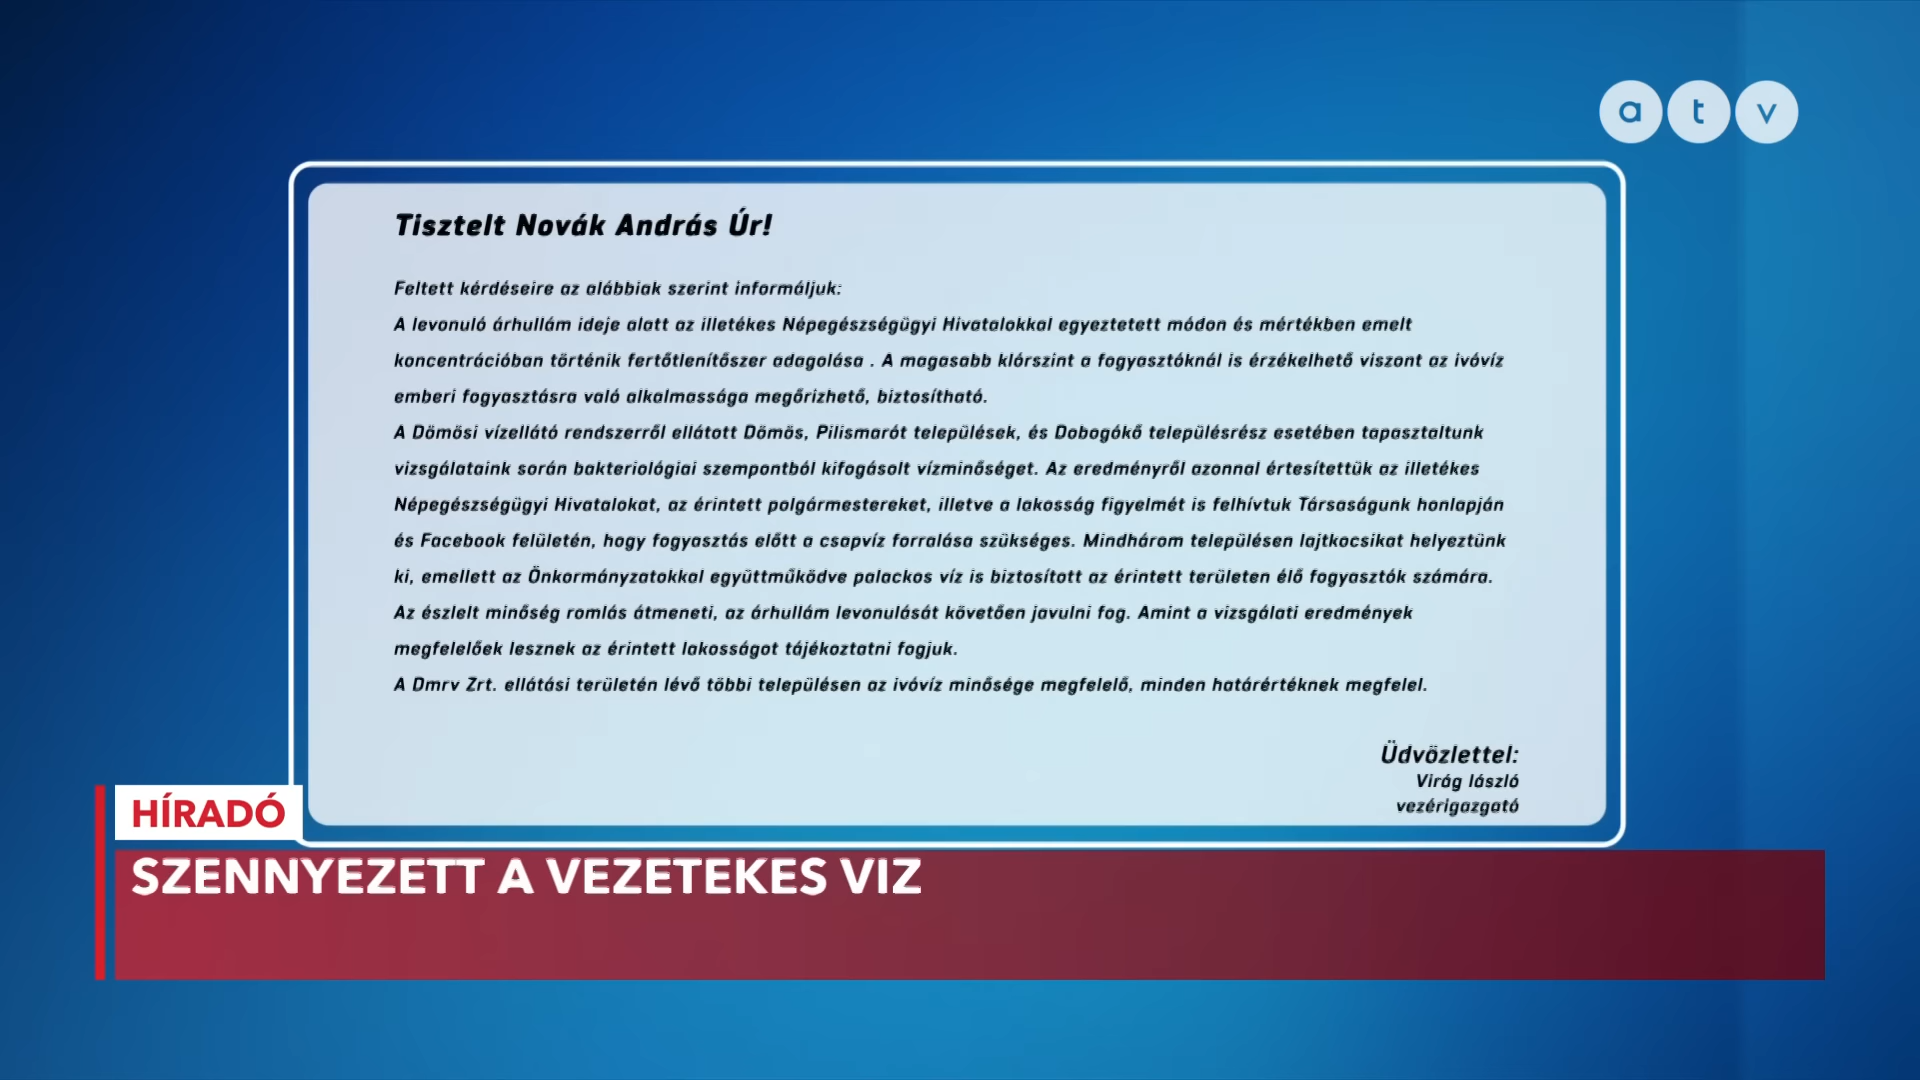 a t v
Tisztelt Novák András Úr!
Feltett kérdéseire az alábbiak szerint informáljuk:
A levonuló árhullám ideje alatt az illetékes Népegészségügyi Hivatalokkal egyeztetett módon és mértékben emelt
koncentrációban történik fertőtlenítőszer adagolása . A magasabb klórszint a fogyasztóknál is érzékelhető viszont az ivóvíz
emberi fogyasztásra való alkalmassága megőrizhető, biztosítható.
A Dömösi vízellátó rendszerről ellátott Dömös, Pilismarót települések, és Dobogókő településrész esetében tapasztaltunk
vizsgálataink során bakteriológiai szempontból kifogásolt vízminőséget. Az eredményről azonnal értesítettük az illetékes
Népegészségügyi Hivatalokat, az érintett polgármestereket, illetve a lakosság figyelmét is felhívtuk Társaságunk honlapján
és Facebook felületén, hogy fogyasztás előtt a csapvíz forralása szükséges. Mindhárom településen lajtkocsikat helyeztünk
ki, emellett az Önkormányzatokkal együttműködve palackos víz is biztosított az érintett területen élő fogyasztók számára.
Az észlelt minőség romlás átmeneti, az árhullám levonulását követően javulni fog. Amint a vizsgálati eredmények
megfelelőek lesznek az érintett lakosságot tájékoztatni fogjuk.
A Dmrv Zrt. ellátási területén lévő többi településen az ivóvíz minősége megfelelő, minden határértéknek megfelel.
Üdvözlettel:
Virág lászló
vezérigazgató
HÍRADÓ
SZENNYEZETT A VEZETEKES VIZ